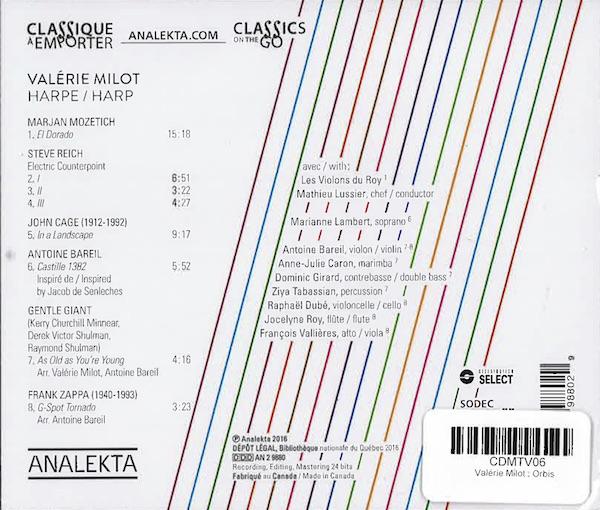 CLASSIQUE
À EMPORTER
ANALEKTA.COM
CLASSICS
ON THE GO
VALÉRIE MILOT
HARPE / HARP
MARJAN MOZETICH
1. El Dorado 15:18
STEVE REICH
Electric Counterpoint
2. I 6:51
3. II 3:22
4. III 4:27
JOHN CAGE (1912-1992)
5. In a Landscape 9:17
ANTOINE BAREIL
6. Castille 1382 5:52
Inspiré de / Inspired
by Jacob de Senleches
GENTLE GIANT
(Kerry Churchill Minnear,
Derek Victor Shulman,
Raymond Shulman)
7. As Old as You're Young 4:16
Arr. Valérie Milot, Antoine Bareil
FRANK ZAPPA (1940-1993)
8. G-Spot Tornado 3:23
Arr. Antoine Bareil
ANALEKTA
avec / with:
Les Violons du Roy 1
Mathieu Lussier, chef / conductor
Marianne Lambert, soprano 6
Antoine Bareil, violon / violin 7-8
Anne-Julie Caron, marimba 7
Dominic Girard, contrebasse / double bass 7
Ziya Tabassian, percussion 7
Raphaël Dubé, violoncelle / cello 8
Jocelyne Roy, flûte / flute 8
François Vallières, alto / viola 8
Ⓟ Analekta 2016
DÉPÔT LÉGAL, Bibliothèque nationale du Québec 2016
DDD AN 2 9880
Recording, Editing, Mastering 24 bits
Fabriqué au Canada / Made in Canada
DISTRIBUTION
SELECT
SODEC
98802 9
CDMTV06
Valérie Milot ; Orbis